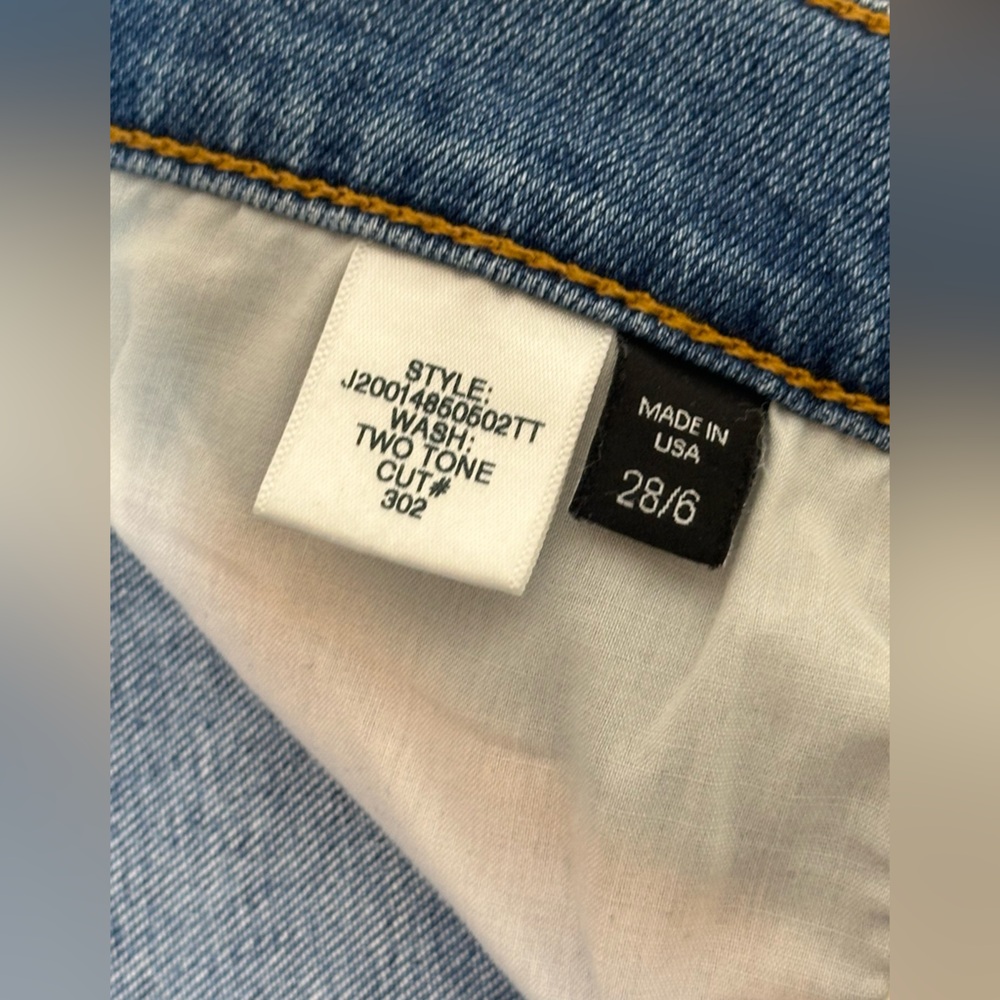 STYLE:
J20014850502TT
WASH:
TWO TONE
CUT#
302
MADE IN
USA
28/6